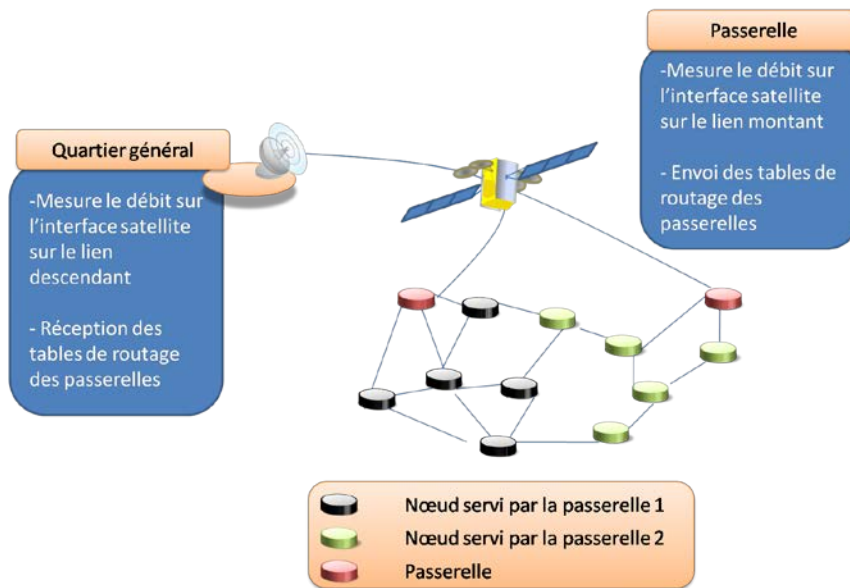 Passerelle
-Mesure le débit sur
l'interface satellite
sur le lien montant
- Envoi des tables de
routage des
passerelles
Quartier général
-Mesure le débit sur
l'interface satellite
sur le lien
descendant
- Réception des
tables de routage
des passerelles
Nœud servi par la passerelle 1
Nœud servi par la passerelle 2
Passerelle